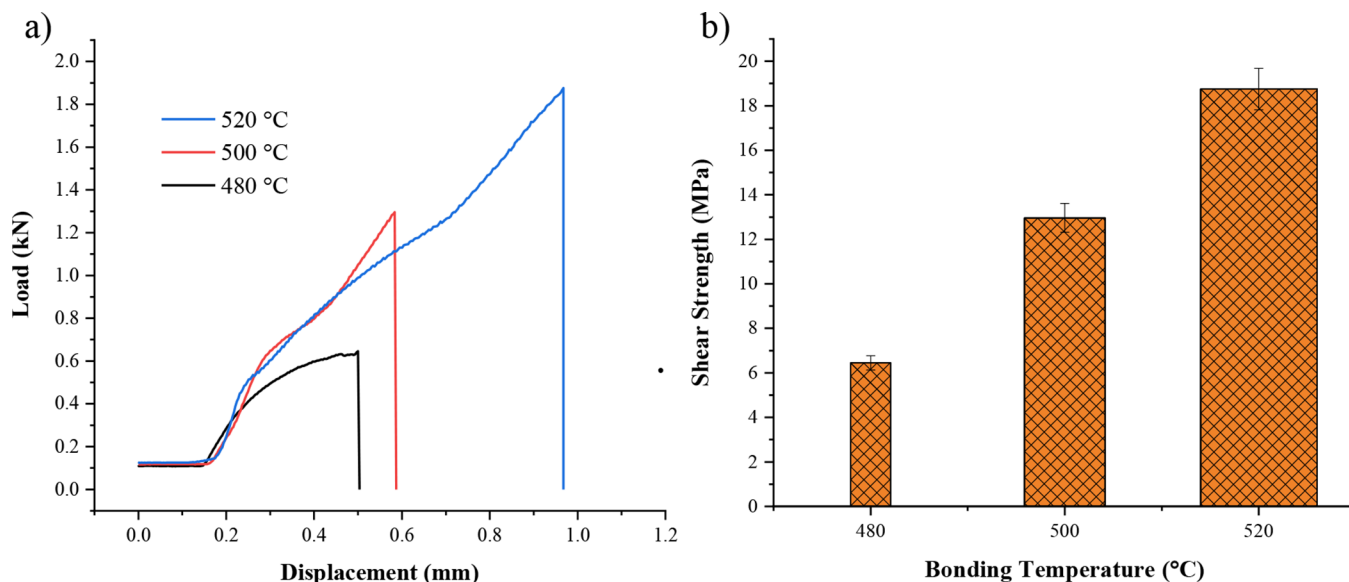 a)
Load (kN)
2.0
1.8
1.6
1.4
1.2
1.0
0.8
0.6
0.4
0.2
0.0
520 °C
500 °C
480 °C
0.0 0.2 0.4 0.6 0.8 1.0 1.2
Displacement (mm)
b)
Shear Strength (MPa)
20
18
16
14
12
10
8
6
4
2
0
480 500 520
Bonding Temperature (°C)